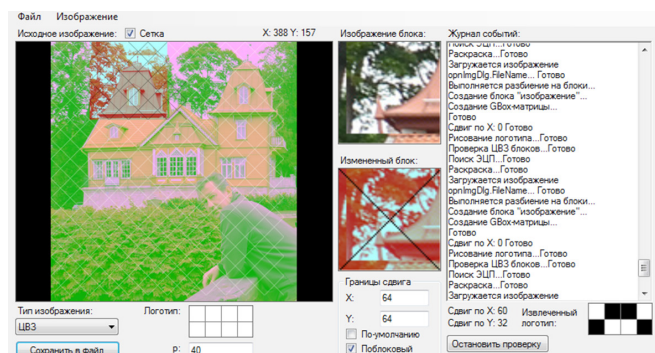 Файл Изображение
Исходное изображение: Сетка X: 388 Y: 157
Изображение блока:
Журнал событий:
Поиск ЭЦП...Готово
Раскраска...Готово
Загружается изображение
opnImgDlg.FileName... Готово
Выполняется разбиение на блоки...
Создание блока "изображение"...
Создание GBox-матрицы...
Готово
Сдвиг по X: 0 Готово
Рисование логотипа...Готово
Проверка ЦВЗ блоков...Готово
Поиск ЭЦП...Готово
Раскраска...Готово
Загружается изображение
opnImgDlg.FileName... Готово
Выполняется разбиение на блоки...
Создание блока "изображение"...
Создание GBox-матрицы...
Готово
Сдвиг по X: 0 Готово
Рисование логотипа...Готово
Проверка ЦВЗ блоков...Готово
Поиск ЭЦП...Готово
Раскраска...Готово
Загружается изображение
Измененный блок:
Границы сдвига
X: 64
Y: 64
По-умолчанию
Поблоковый
Тип изображения:
ЦВЗ
Сохранить в файл
Логотип:
P: 40
Сдвиг по X: 60
Сдвиг по Y: 32
Извлеченный
логотип:
Остановить проверку